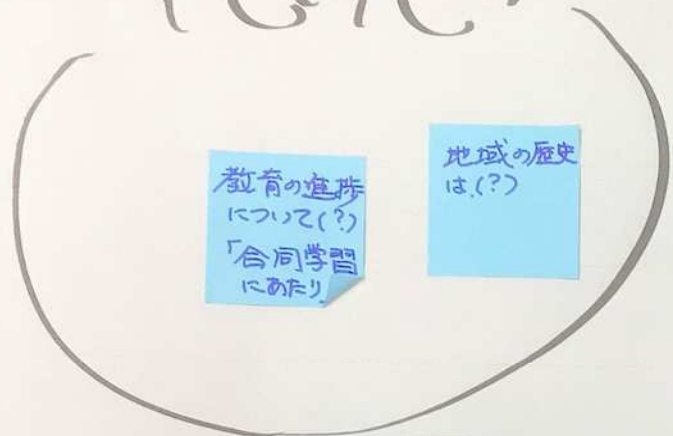 教育の進捗
について(?)
「合同学習
にあたり
地域の歴史
は、(?)